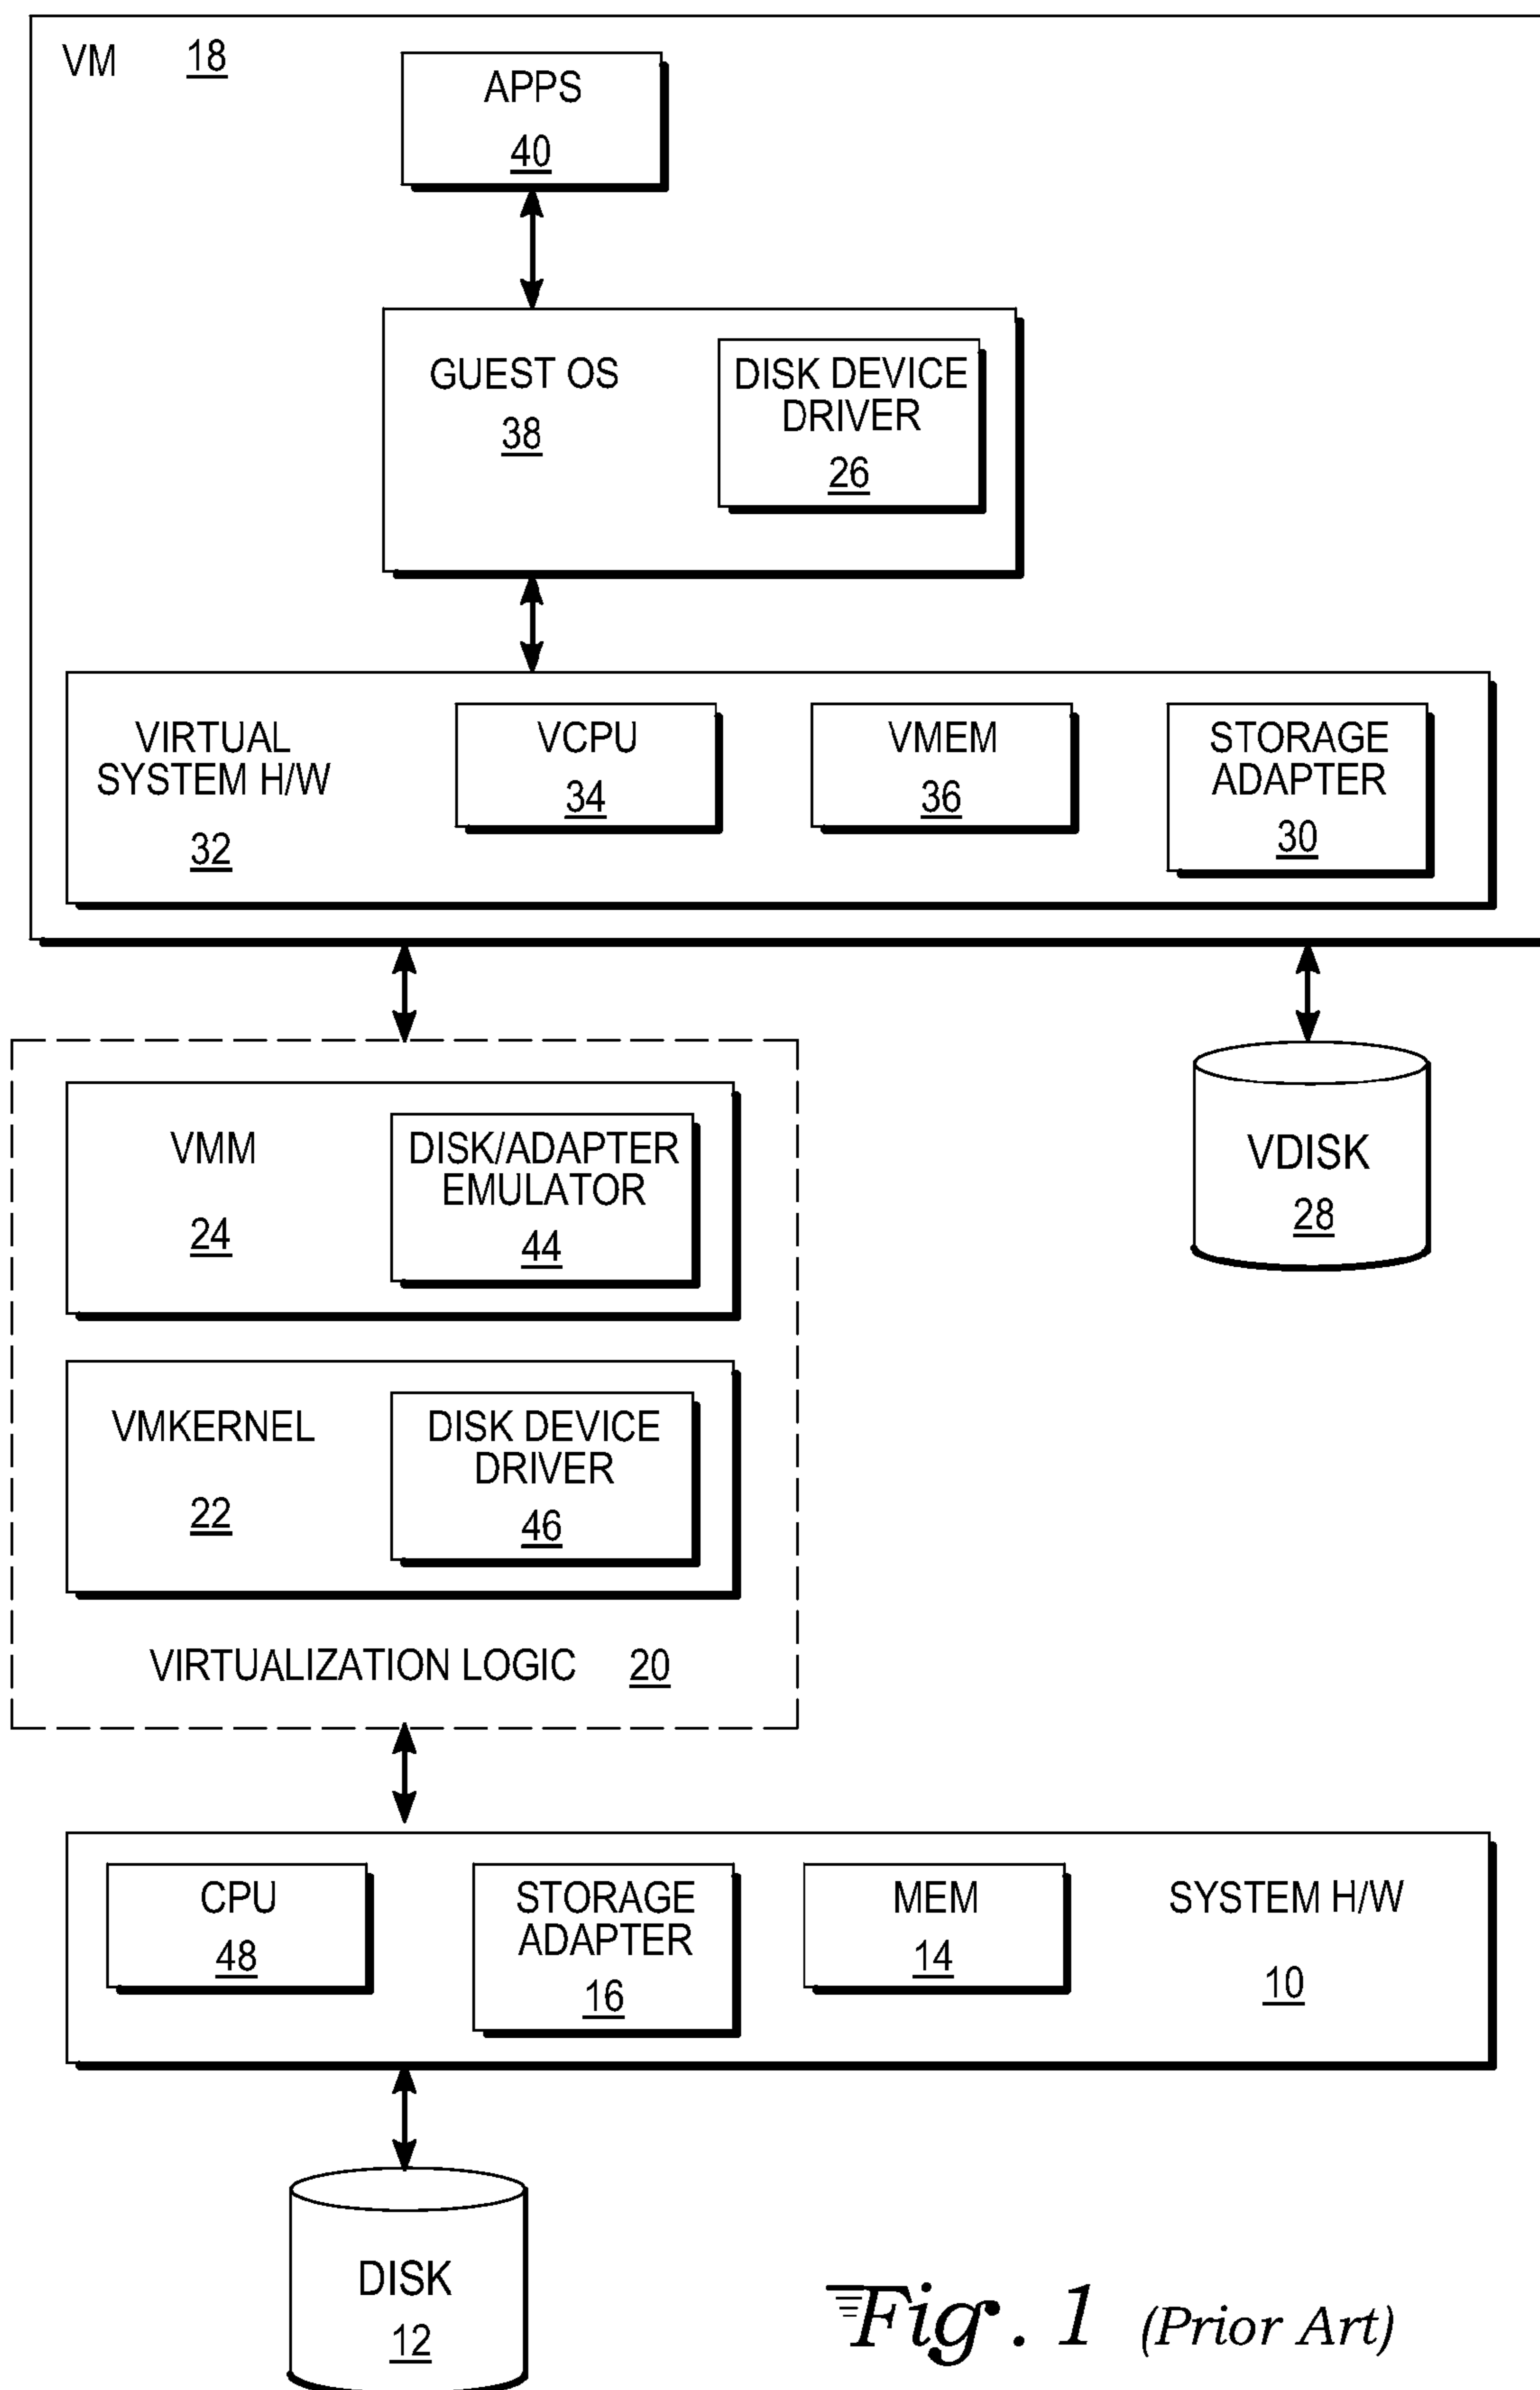 VM 18
APPS
40
GUEST OS
38
DISK DEVICE
DRIVER
26
VIRTUAL
SYSTEM H/W
32
VCPU
34
VMEM
36
STORAGE
ADAPTER
30
VMM
24
DISK/ADAPTER
EMULATOR
44
VDISK
28
VMKERNEL
22
DISK DEVICE
DRIVER
46
VIRTUALIZATION LOGIC 20
CPU
48
STORAGE
ADAPTER
16
MEM
14
SYSTEM H/W
10
DISK
12
Fig. 1 (Prior Art)